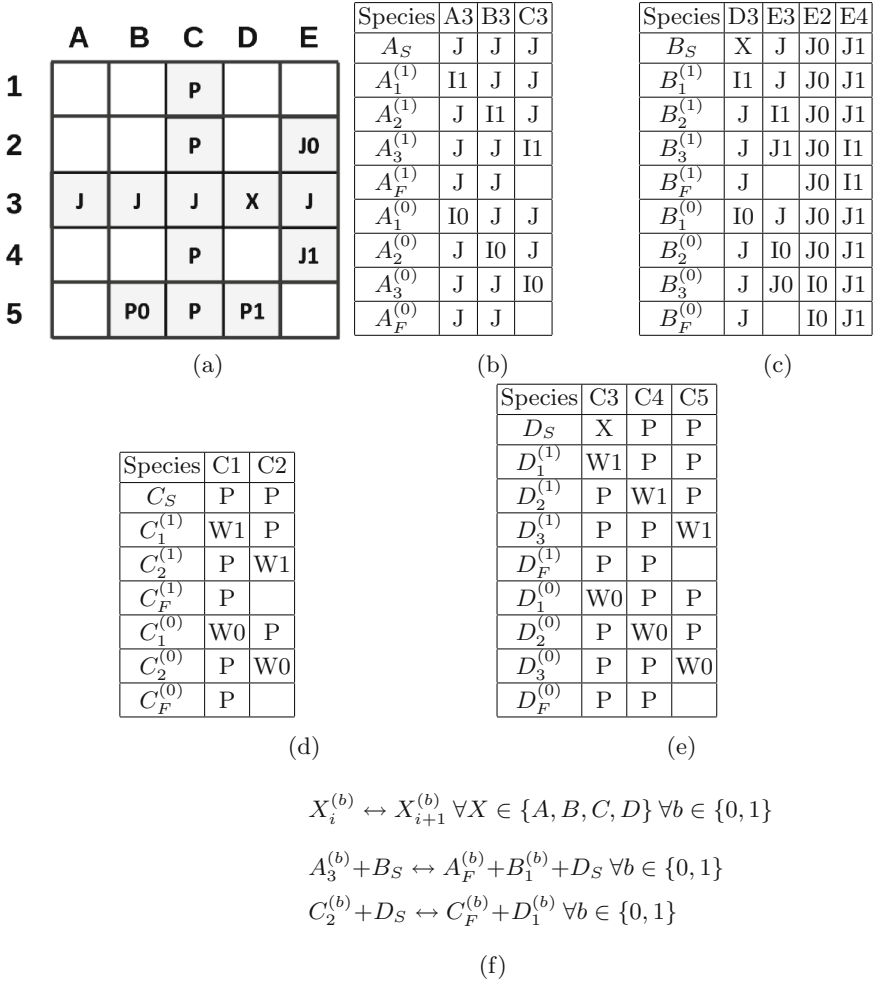 A B C D E
1 P
2 P J0
3 J J J X J
4 P J1
5 P0 P P1
(a)
Species A3 B3 C3
A_S J J J
A_1^{(1)} I1 J J
A_2^{(1)} J I1 J
A_3^{(1)} J J I1
A_F^{(1)} J J
A_1^{(0)} I0 J J
A_2^{(0)} J I0 J
A_3^{(0)} J J I0
A_F^{(0)} J J
(b)
Species D3 E3 E2 E4
B_S X J J0 J1
B_1^{(1)} I1 J J0 J1
B_2^{(1)} J I1 J0 J1
B_3^{(1)} J J1 J0 I1
B_F^{(1)} J J0 I1
B_1^{(0)} I0 J J0 J1
B_2^{(0)} J I0 J0 J1
B_3^{(0)} J J0 I0 J1
B_F^{(0)} J I0 J1
(c)
Species C1 C2
C_S P P
C_1^{(1)} W1 P
C_2^{(1)} P W1
C_F^{(1)} P
C_1^{(0)} W0 P
C_2^{(0)} P W0
C_F^{(0)} P
(d)
Species C3 C4 C5
D_S X P P
D_1^{(1)} W1 P P
D_2^{(1)} P W1 P
D_3^{(1)} P P W1
D_F^{(1)} P P
D_1^{(0)} W0 P P
D_2^{(0)} P W0 P
D_3^{(0)} P P W0
D_F^{(0)} P P
(e)
X_i^{(b)} ↔ X_{i+1}^{(b)} ∀X ∈ {A, B, C, D} ∀b ∈ {0, 1}
A_3^{(b)}+B_S ↔ A_F^{(b)}+B_1^{(b)}+D_S ∀b ∈ {0, 1}
C_2^{(b)}+D_S ↔ C_F^{(b)}+D_1^{(b)} ∀b ∈ {0, 1}
(f)